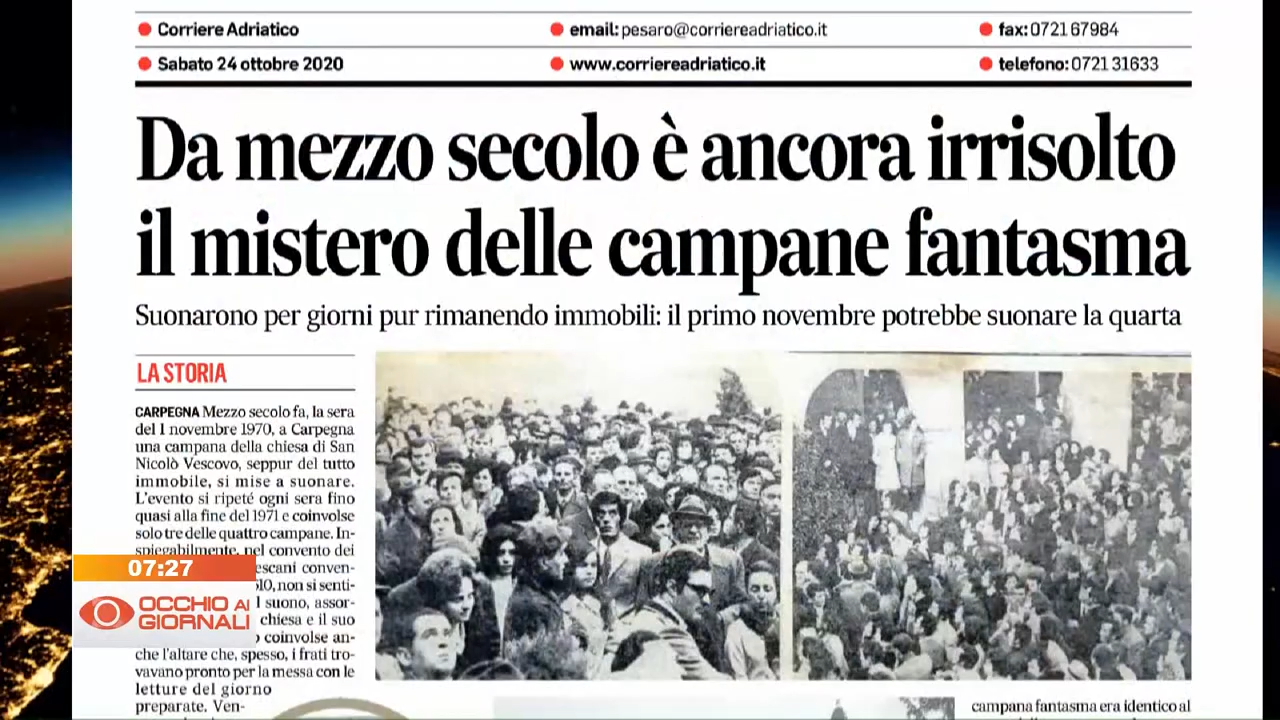 Corriere Adriatico
email: pesaro@corriereadriatico.it
fax: 0721 67984
Sabato 24 ottobre 2020
www.corriereadriatico.it
telefono: 0721 31633
Da mezzo secolo è ancora irrisolto
il mistero delle campane fantasma
Suonarono per giorni pur rimanendo immobili: il primo novembre potrebbe suonare la quarta
LA STORIA
CARPEGNA Mezzo secolo fa, la sera
del 1 novembre 1970, a Carpegna
una campana della chiesa di San
Nicolò Vescovo, seppur del tutto
immobile, si mise a suonare.
L'evento si ripeté ogni sera fino
quasi alla fine del 1971 e coinvolse
solo tre delle quattro campane. In-
spiegabilmente, nel convento dei
escani conven-
510, non si senti-
l suono, assor-
chiesa e il suo
coinvolse an-
che l'altare che, spesso, i frati tro-
vavano pronto per la messa con le
letture del giorno
preparate. Ven-
07:27
OCCHIO AI
GIORNALI
campana fantasma era identico al